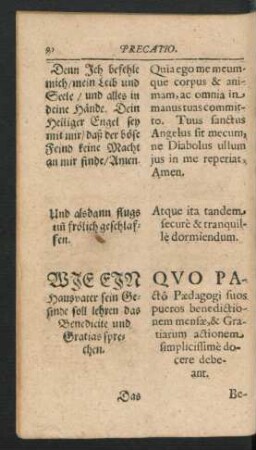 82 PRECATIO.
Denn Ich befehle
mich/mein Leib und
Seele / und alles in
deine Hände. Dein
Heiliger Engel sey
mit mir/ daß der böse
Feind keine Macht
an mir finde/Amen.
Und alsdann flugs
uñ frölich geschlaf-
fen.
WIE EIN
Hausvater sein Ge-
sinde soll lehren das
Benedicite und
Gratias spre-
chen.
Das
Quia ego me meum-
que corpus & ani-
mam, ac omnia in
manus tuas commit-
to. Tuus sanctus
Angelus sit mecum,
ne Diabolus ullum
jus in me reperiat,
Amen.
Atque ita tandem
securè & tranquil-
lè dormiendum.
QVO PA-
ctô Pædagogi suos
pueros benedictio-
nem mensæ, & Gra-
tiarum actionem
simplicissimè do-
cere debe-
ant.
Be-